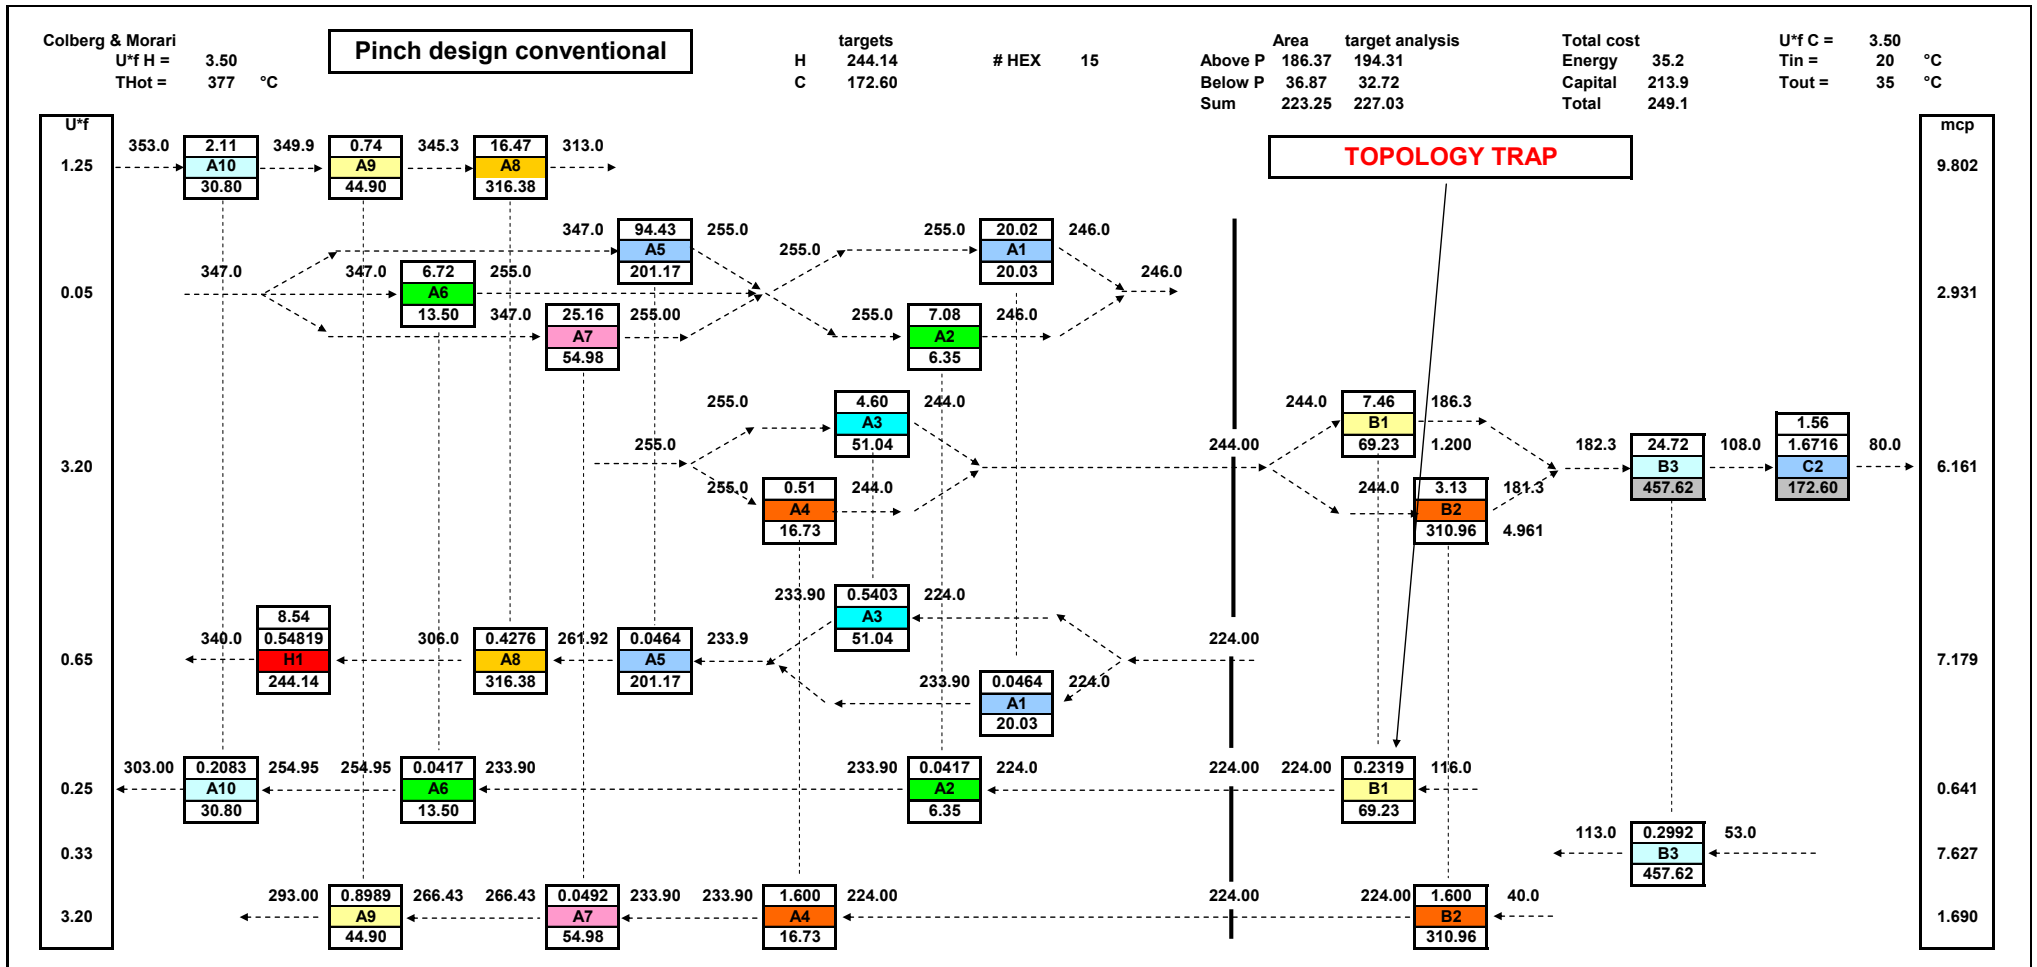 Colberg & Morari targets Area target analysis Total cost U*f C = 3.50
U*f H = 3.50 Pinch design conventional H 244.14 # HEX 15 Above P 186.37 194.31 Energy 35.2 Tin = 20 °C
THot = 377 °C C 172.60 Below P 36.87 32.72 Capital 213.9 Tout = 35 °C
Sum 223.25 227.03 Total 249.1
U*f mcp
353.0 2.11 349.9 0.74 345.3 16.47 313.0
1.25 A10 A9 A8 TOPOLOGY TRAP 9.802
30.80 44.90 316.38
347.0 94.43 255.0 255.0 20.02 246.0
A5 255.0 A1
347.0 347.0 6.72 255.0 201.17 20.03 246.0
0.05 A6 2.931
13.50 347.0 25.16 255.00 255.0 7.08 246.0
A7 A2
54.98 6.35
255.0 4.60 244.0 244.0 7.46 186.3
A3 B1 1.56
255.0 51.04 244.00 69.23 1.200 182.3 24.72 108.0 1.6716 80.0
3.20 B3 C2 6.161
255.0 0.51 244.0 244.0 3.13 181.3 457.62 172.60
A4 B2
16.73 310.96 4.961
233.90 0.5403 224.0
8.54 A3
340.0 0.54819 306.0 0.4276 261.92 0.0464 233.9 51.04 224.00
0.65 H1 A8 A5 7.179
244.14 316.38 201.17 233.90 0.0464 224.0
A1
20.03
303.00 0.2083 254.95 254.95 0.0417 233.90 233.90 0.0417 224.0 224.00 224.00 0.2319 116.0
0.25 A10 A6 A2 B1 0.641
30.80 13.50 6.35 69.23
113.0 0.2992 53.0
0.33 B3 7.627
457.62
293.00 0.8989 266.43 266.43 0.0492 233.90 233.90 1.600 224.00 224.00 224.00 1.600 40.0
3.20 A9 A7 A4 B2 1.690
44.90 54.98 16.73 310.96